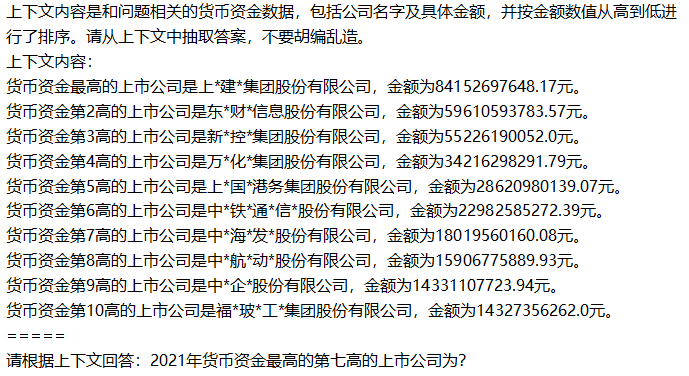 上下文内容是和问题相关的货币资金数据，包括公司名字及具体金额，并按金额数值从高到低进
行了排序。请从上下文中抽取答案，不要胡编乱造。
上下文内容：
货币资金最高的上市公司是上*建*集团股份有限公司，金额为84152697648.17元。
货币资金第2高的上市公司是东*财*信息股份有限公司，金额为59610593783.57元。
货币资金第3高的上市公司是新*控*集团股份有限公司，金额为55226190052.0元。
货币资金第4高的上市公司是万*化*集团股份有限公司，金额为34216298291.79元。
货币资金第5高的上市公司是上*国*港务集团股份有限公司，金额为28620980139.07元。
货币资金第6高的上市公司是中*铁*通*信*股份有限公司，金额为22982585272.39元。
货币资金第7高的上市公司是中*海*发*股份有限公司，金额为18019560160.08元。
货币资金第8高的上市公司是中*航*动*股份有限公司，金额为15906775889.93元。
货币资金第9高的上市公司是中*企*股份有限公司，金额为14331107723.94元。
货币资金第10高的上市公司是福*玻*工*集团股份有限公司，金额为14327356262.0元。
=====
请根据上下文回答：2021年货币资金最高的第七高的上市公司为？